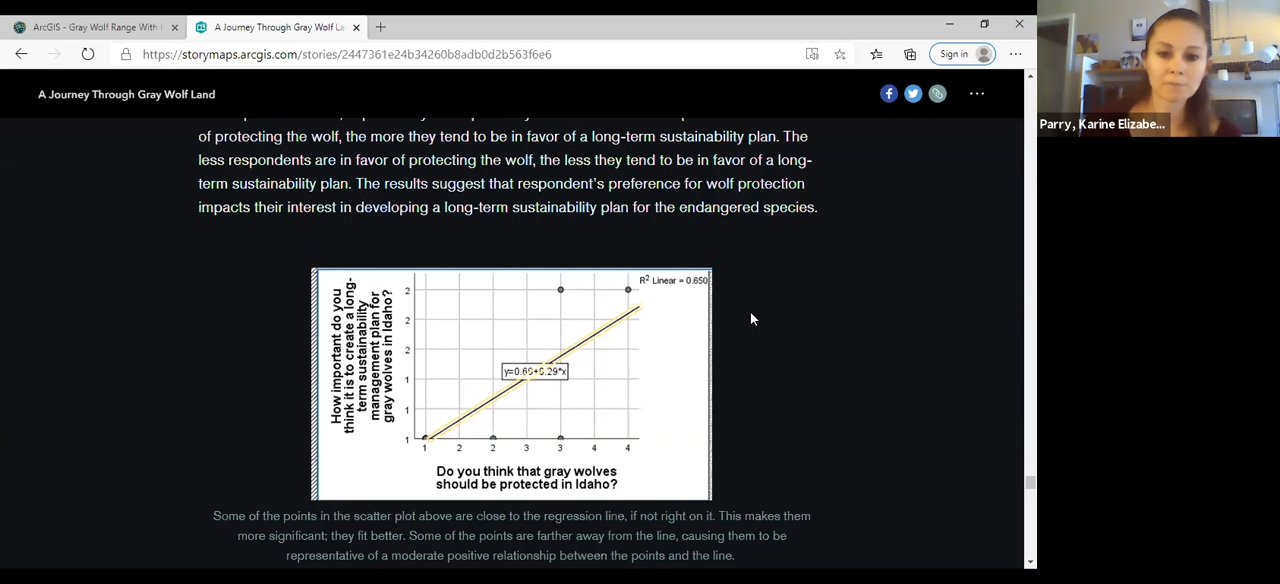 ArcGIS - Gray Wolf Range With
A Journey Through Gray Wolf La
https://storymaps.arcgis.com/stories/2447361e24b34260b8adb0d2b563f6e6
Sign in
A Journey Through Gray Wolf Land
of protecting the wolf, the more they tend to be in favor of a long-term sustainability plan. The
less respondents are in favor of protecting the wolf, the less they tend to be in favor of a long-
term sustainability plan. The results suggest that respondent's preference for wolf protection
impacts their interest in developing a long-term sustainability plan for the endangered species.
How important do you
think it is to create a long-
term sustainability
management plan for
gray wolves in Idaho?
2
2
2
1
1
1
R² Linear = 0.650
1 2 2 3 3 4 4
Do you think that gray wolves
should be protected in Idaho?
Some of the points in the scatter plot above are close to the regression line, if not right on it. This makes them
more significant; they fit better. Some of the points are farther away from the line, causing them to be
representative of a moderate positive relationship between the points and the line.
Parry, Karine Elizabe...